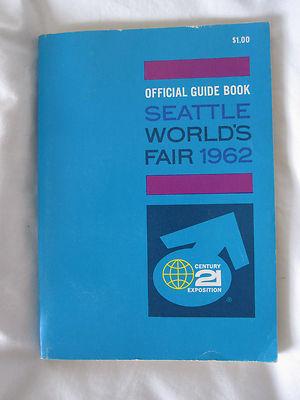 $1.00
OFFICIAL GUIDE BOOK
SEATTLE
WORLD'S
FAIR 1962
CENTURY
21
EXPOSITION
®